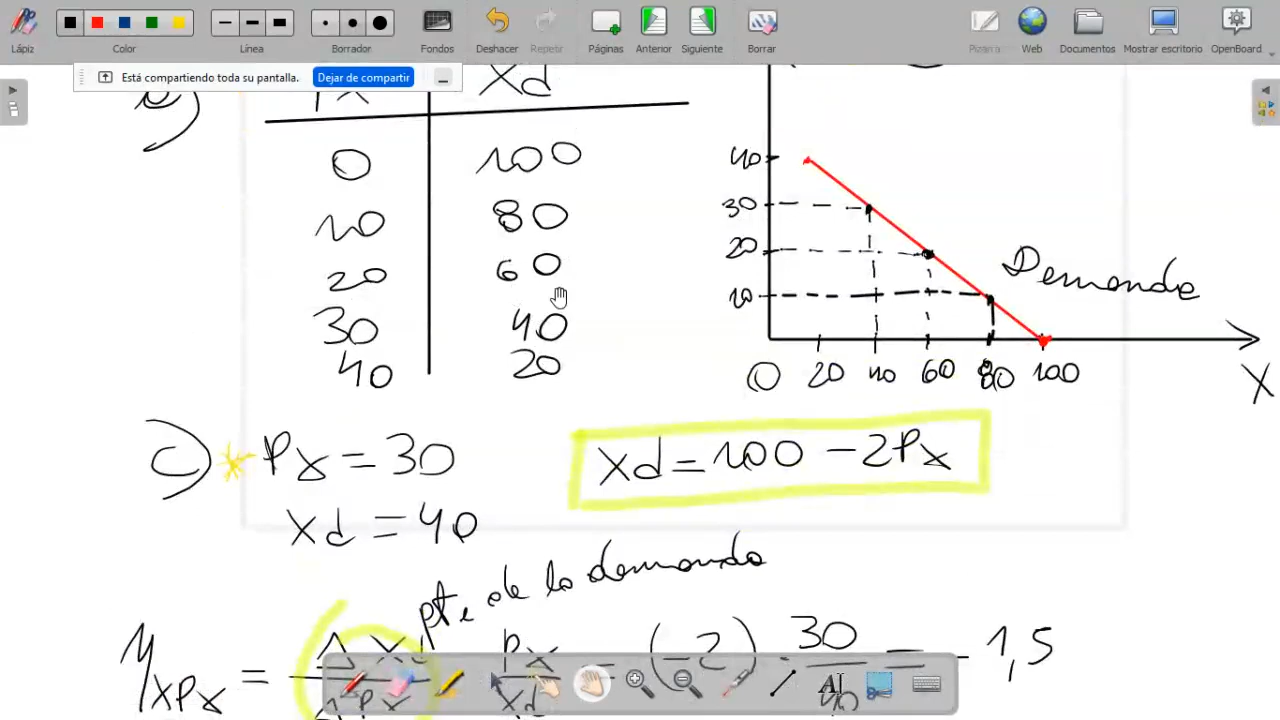 Lápiz Color Línea Borrador Fondos Deshacer Repetir Páginas Anterior Siguiente Borrar Web Documentos Mostrar escritorio OpenBoard
Está compartiendo toda su pantalla. Dejar de compartir
Px Xd
0 100
10 80
20 60
30 40
40 20
40
30
20
10
0 20 40 60 80 100
X
Demanda
c) * Px = 30
Xd = 100 - 2Px
Xd = 40
pte de la demanda
ηXPx = ΔXd Px/Xd = (-2) · 30/40 = -1,5